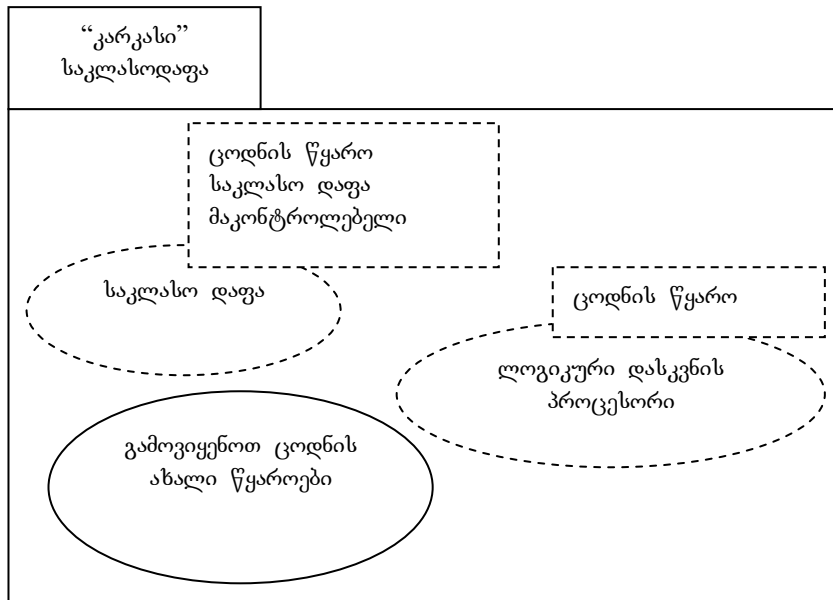 “კარკასი”
საკლასოდაფა
ცოდნის წყარო
საკლასო დაფა
მაკონტროლებელი
საკლასო დაფა
ცოდნის წყარო
ლოგიკური დასკვნის
პროცესორი
გამოვიყენოთ ცოდნის
ახალი წყაროები